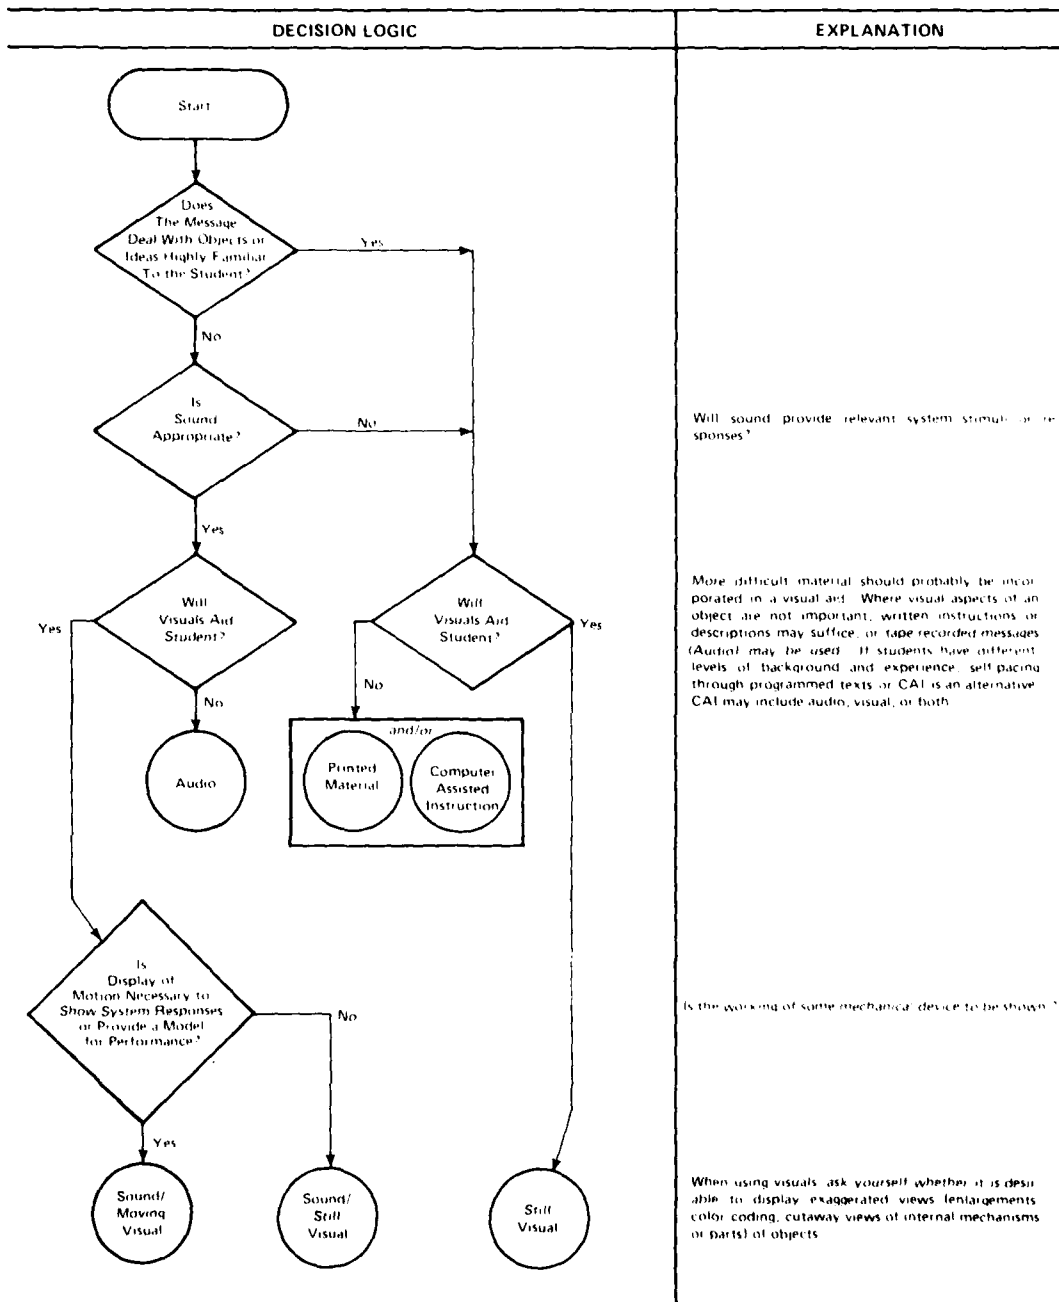 DECISION LOGIC
EXPLANATION
Start
Does
The Message
Deal With Objects or
Ideas Highly Familiar
To the Student?
Yes
No
Is
Sound
Appropriate?
No
Will sound provide relevant system stimuli or re
sponses?
Yes
Will
Visuals Aid
Student?
Yes
No
Will
Visuals Aid
Student?
Yes
No
More difficult material should probably be incor
porated in a visual aid. Where visual aspects of an
object are not important, written instructions or
descriptions may suffice, or tape recorded messages
(Audio) may be used. If students have different
levels of background and experience, self pacing
through programmed texts or CAI is an alternative
CAI may include audio, visual, or both
Audio
and/or
Printed
Material
Computer
Assisted
Instruction
Is
Display of
Motion Necessary to
Show System Responses
or Provide a Model
for Performance?
No
Is the working of some mechanical device to be shown?
Yes
Sound/
Moving
Visual
Sound/
Still
Visual
Still
Visual
When using visuals ask yourself whether it is desir
able to display exaggerated views (enlargements
color coding, cutaway views of internal mechanisms
or parts) of objects